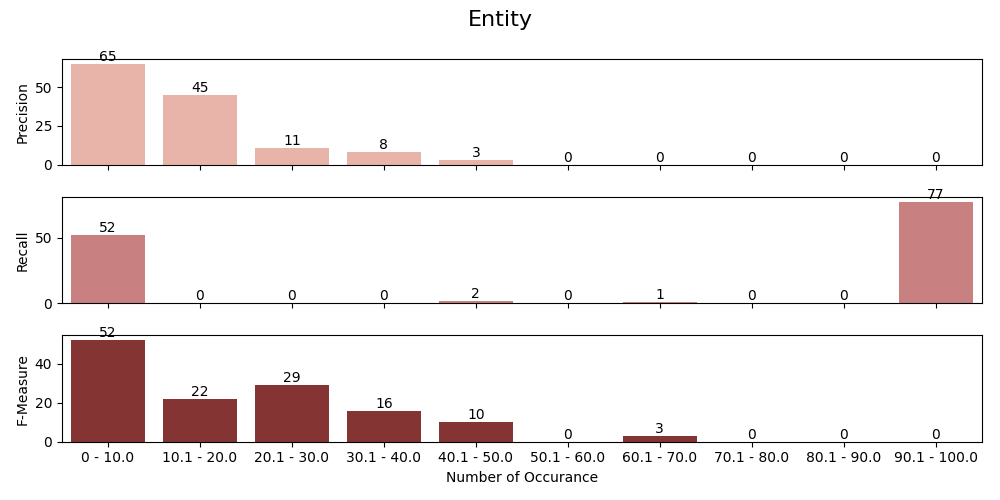 Entity
Precision
50
25
0
65
45
11
8
3
0
0
0
0
0
Recall
50
0
52
0
0
0
2
0
1
0
0
77
F-Measure
40
20
0
52
22
29
16
10
0
3
0
0
0
0 - 10.0
10.1 - 20.0
20.1 - 30.0
30.1 - 40.0
40.1 - 50.0
50.1 - 60.0
60.1 - 70.0
70.1 - 80.0
80.1 - 90.0
90.1 - 100.0
Number of Occurance